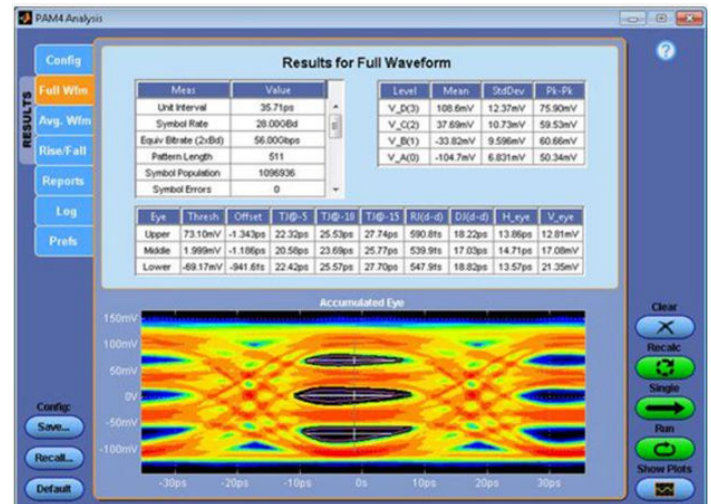 PAM4 Analysis
RESULTS
Config
Full Wfm
Avg. Wfm
Rise/Fall
Reports
Log
Prefs
Results for Full Waveform
Meas Value
Unit Interval 35.71ps
Symbol Rate 28.000Bd
Equiv Bitrate (2xBd) 56.000bps
Pattern Length 511
Symbol Population 1096936
Symbol Errors 0
Level Mean StdDev Pk-Pk
V_D(3) 108.6mV 12.37mV 75.90mV
V_C(2) 37.69mV 10.73mV 59.53mV
V_B(1) -33.82mV 9.596mV 60.66mV
V_A(0) -104.7mV 6.831mV 50.34mV
Eye Thresh Offset TJ@-5 TJ@-10 TJ@-15 RJ(d-d) DJ(d-d) H_eye V_eye
Upper 73.10mV -1.343ps 22.32ps 25.53ps 27.74ps 590.8fs 18.22ps 13.86ps 12.81mV
Middle 1.999mV -1.186ps 20.58ps 23.69ps 25.77ps 539.9fs 17.03ps 14.71ps 17.08mV
Lower -69.17mV -941.6fs 22.42ps 25.57ps 27.70ps 547.9fs 18.82ps 13.57ps 21.35mV
Accumulated Eye
150mV
100mV
50mV
0V
-50mV
-100mV
-30ps -20ps -10ps 0s 10ps 20ps 30ps
Config:
Save...
Recall...
Default
?
Clear
Recalc
Single
Run
Show Plots